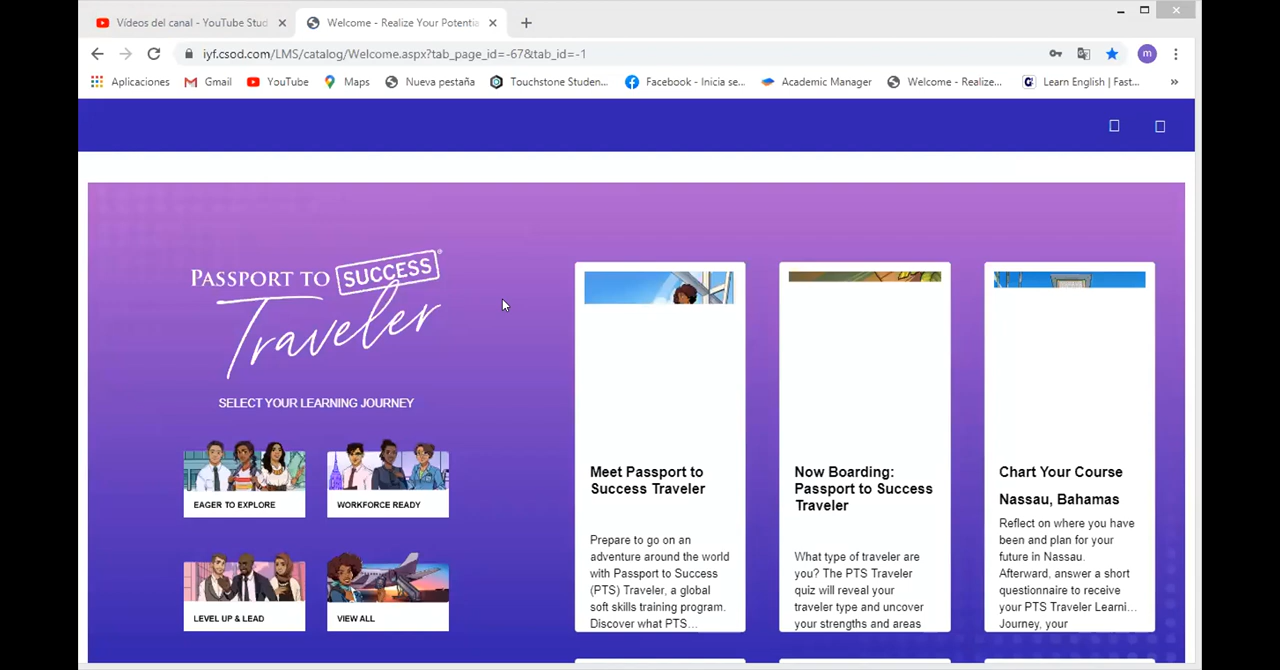 Vídeos del canal - YouTube Stud
Welcome - Realize Your Potentia
iyf.csod.com/LMS/catalog/Welcome.aspx?tab_page_id=-67&tab_id=-1
m
Aplicaciones
Gmail
YouTube
Maps
Nueva pestaña
Touchstone Studen...
Facebook - Inicia se...
Academic Manager
Welcome - Realize...
Learn English | Fast...
»
PASSPORT TO SUCCESS®
Traveler
SELECT YOUR LEARNING JOURNEY
EAGER TO EXPLORE
WORKFORCE READY
LEVEL UP & LEAD
VIEW ALL
Meet Passport to
Success Traveler
Prepare to go on an
adventure around the world
with Passport to Success
(PTS) Traveler, a global
soft skills training program.
Discover what PTS...
Now Boarding:
Passport to Success
Traveler
What type of traveler are
you? The PTS Traveler
quiz will reveal your
traveler type and uncover
your strengths and areas
Chart Your Course
Nassau, Bahamas
Reflect on where you have
been and plan for your
future in Nassau.
Afterward, answer a short
questionnaire to receive
your PTS Traveler Learni...
Journey, your